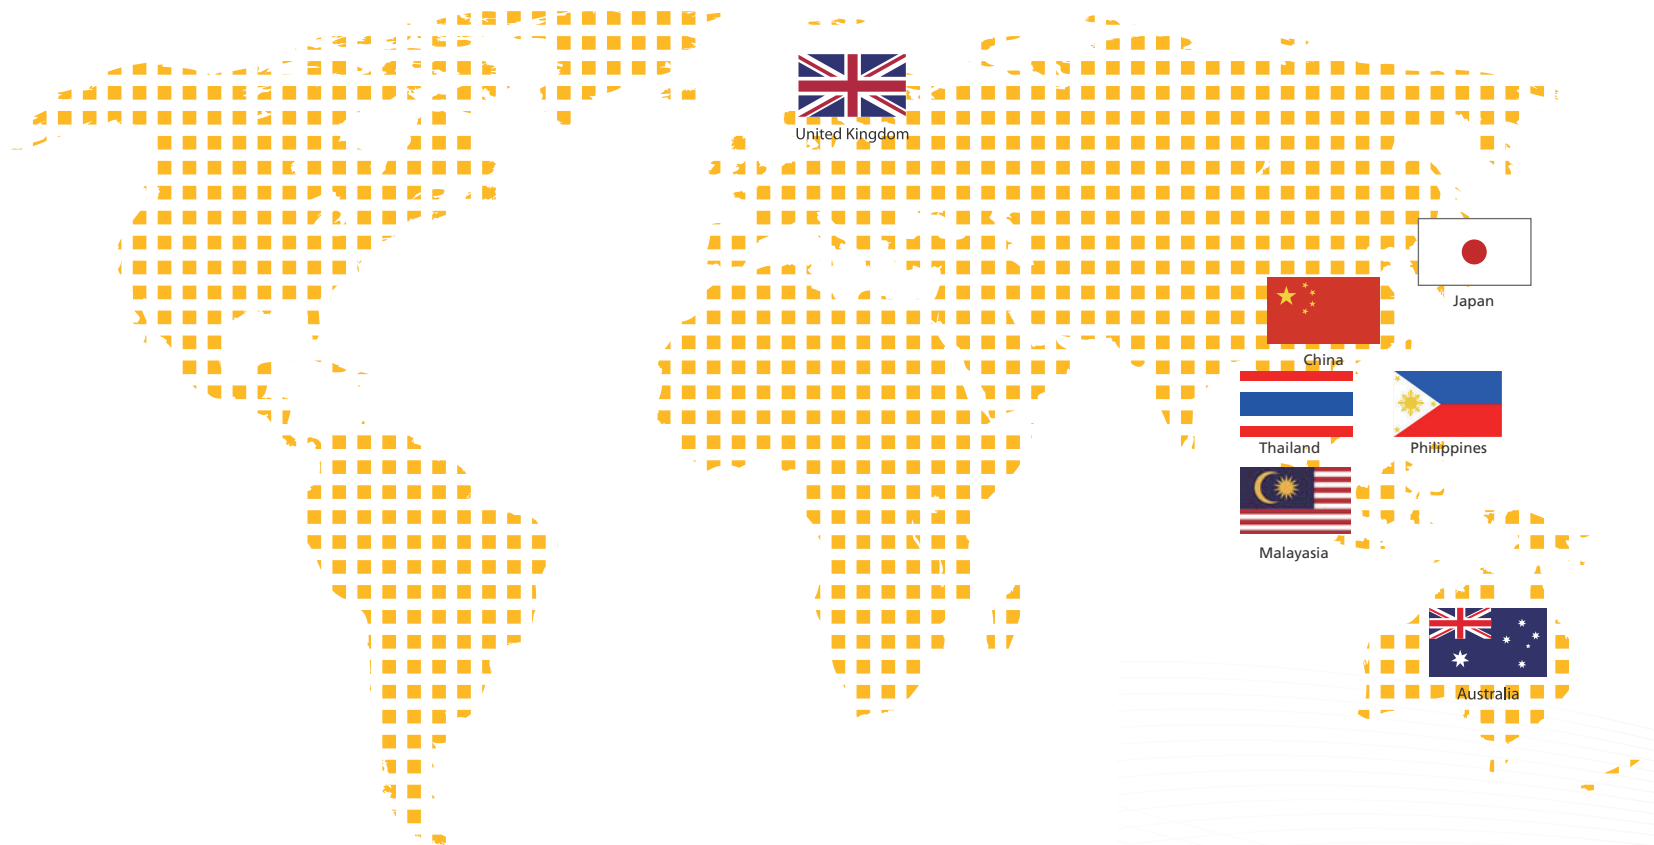 United Kingdom
Japan
China
Thailand
Philippines
Malayasia
Australia